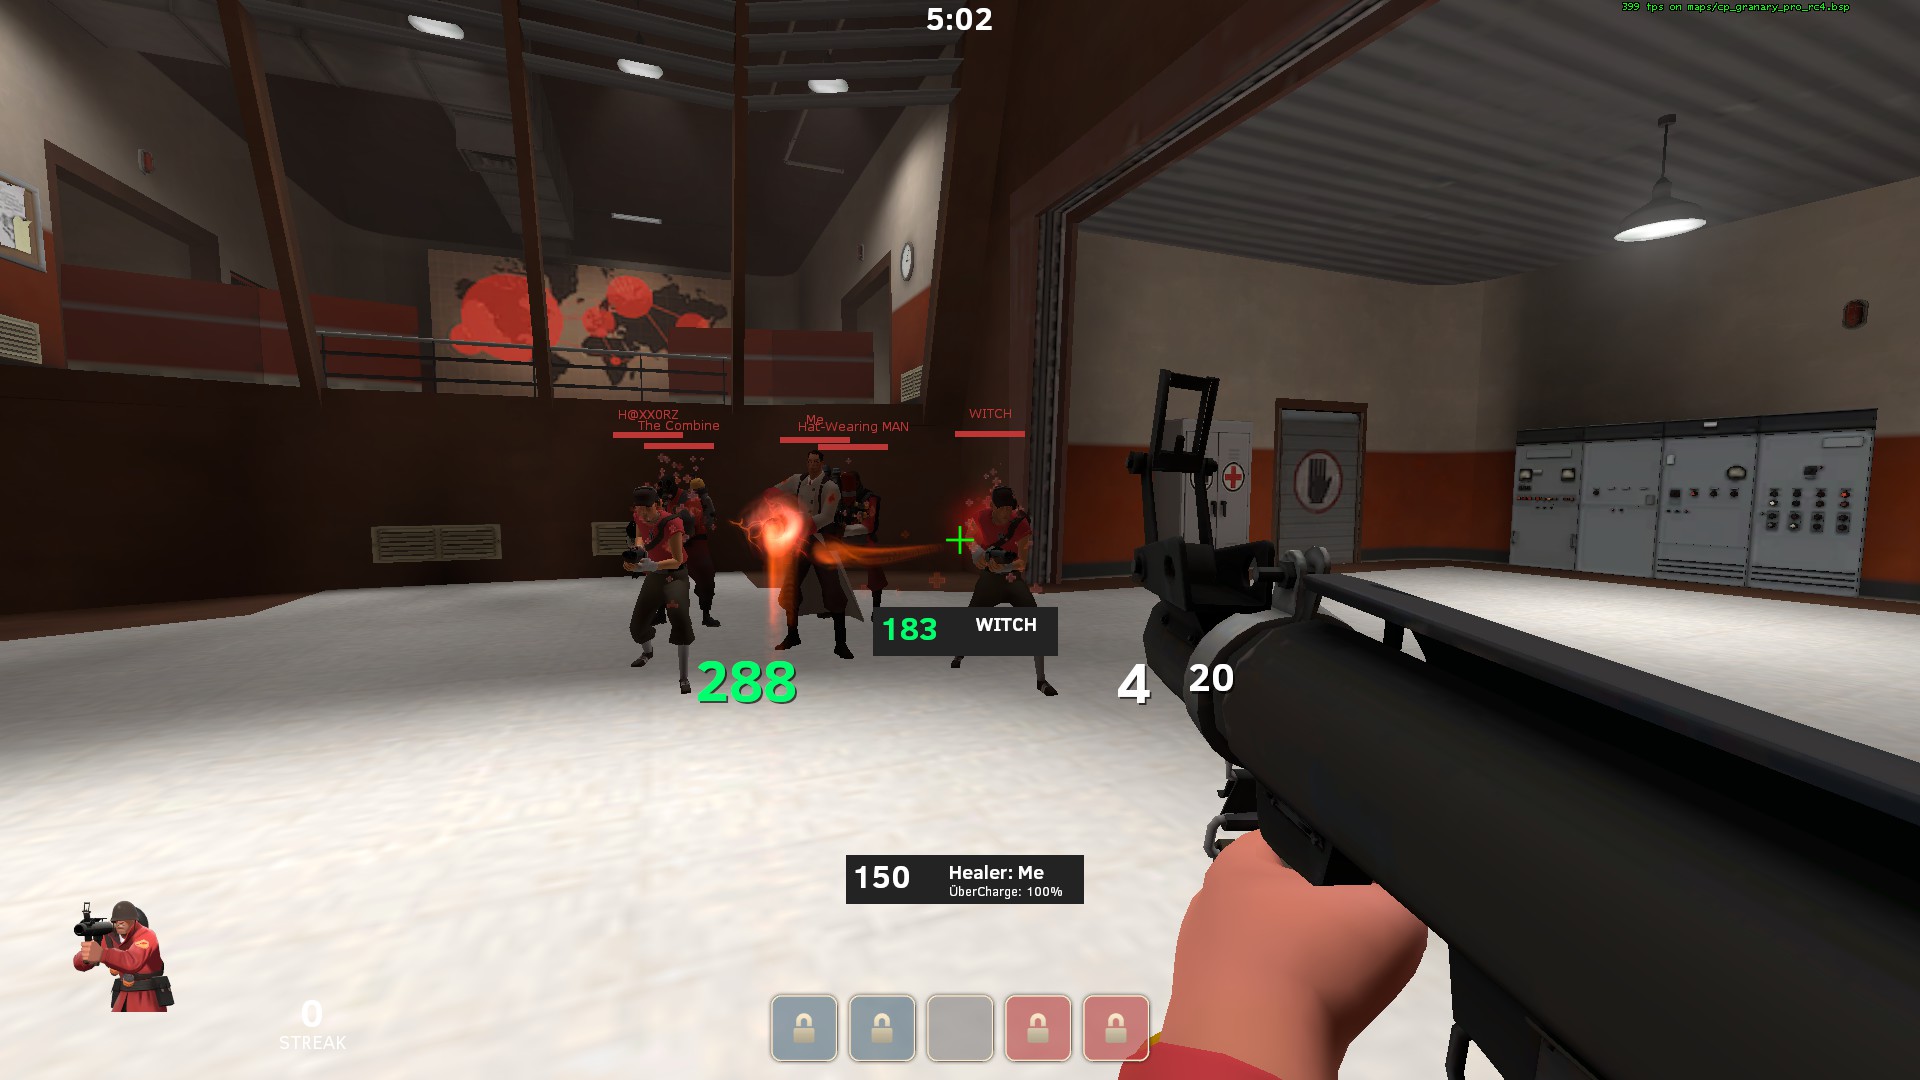 399 fps on maps/cp_granary_pro_rc4.bsp
5:02
H@XX0RZ
The Combine
Me
Hat-Wearing MAN
WITCH
183 WITCH
288
4 20
150 Healer: Me
ÜberCharge: 100%
0
STREAK